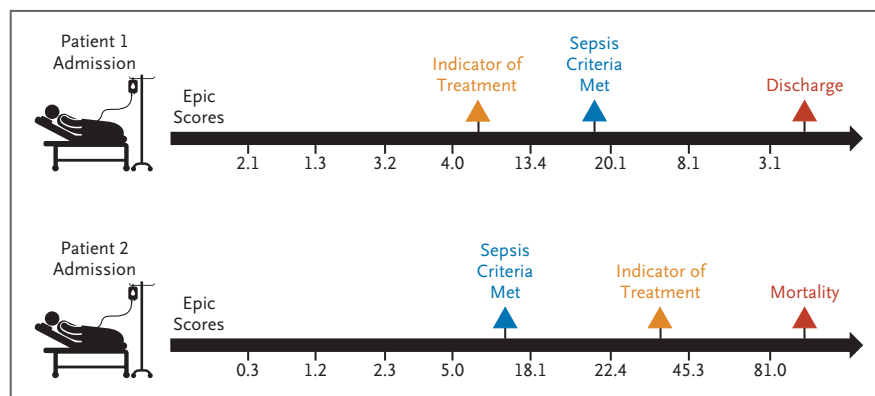 Patient 1
Admission
Epic
Scores
Indicator of
Treatment
Sepsis
Criteria
Met
Discharge
2.1 1.3 3.2 4.0 13.4 20.1 8.1 3.1
Patient 2
Admission
Epic
Scores
Sepsis
Criteria
Met
Indicator of
Treatment
Mortality
0.3 1.2 2.3 5.0 18.1 22.4 45.3 81.0